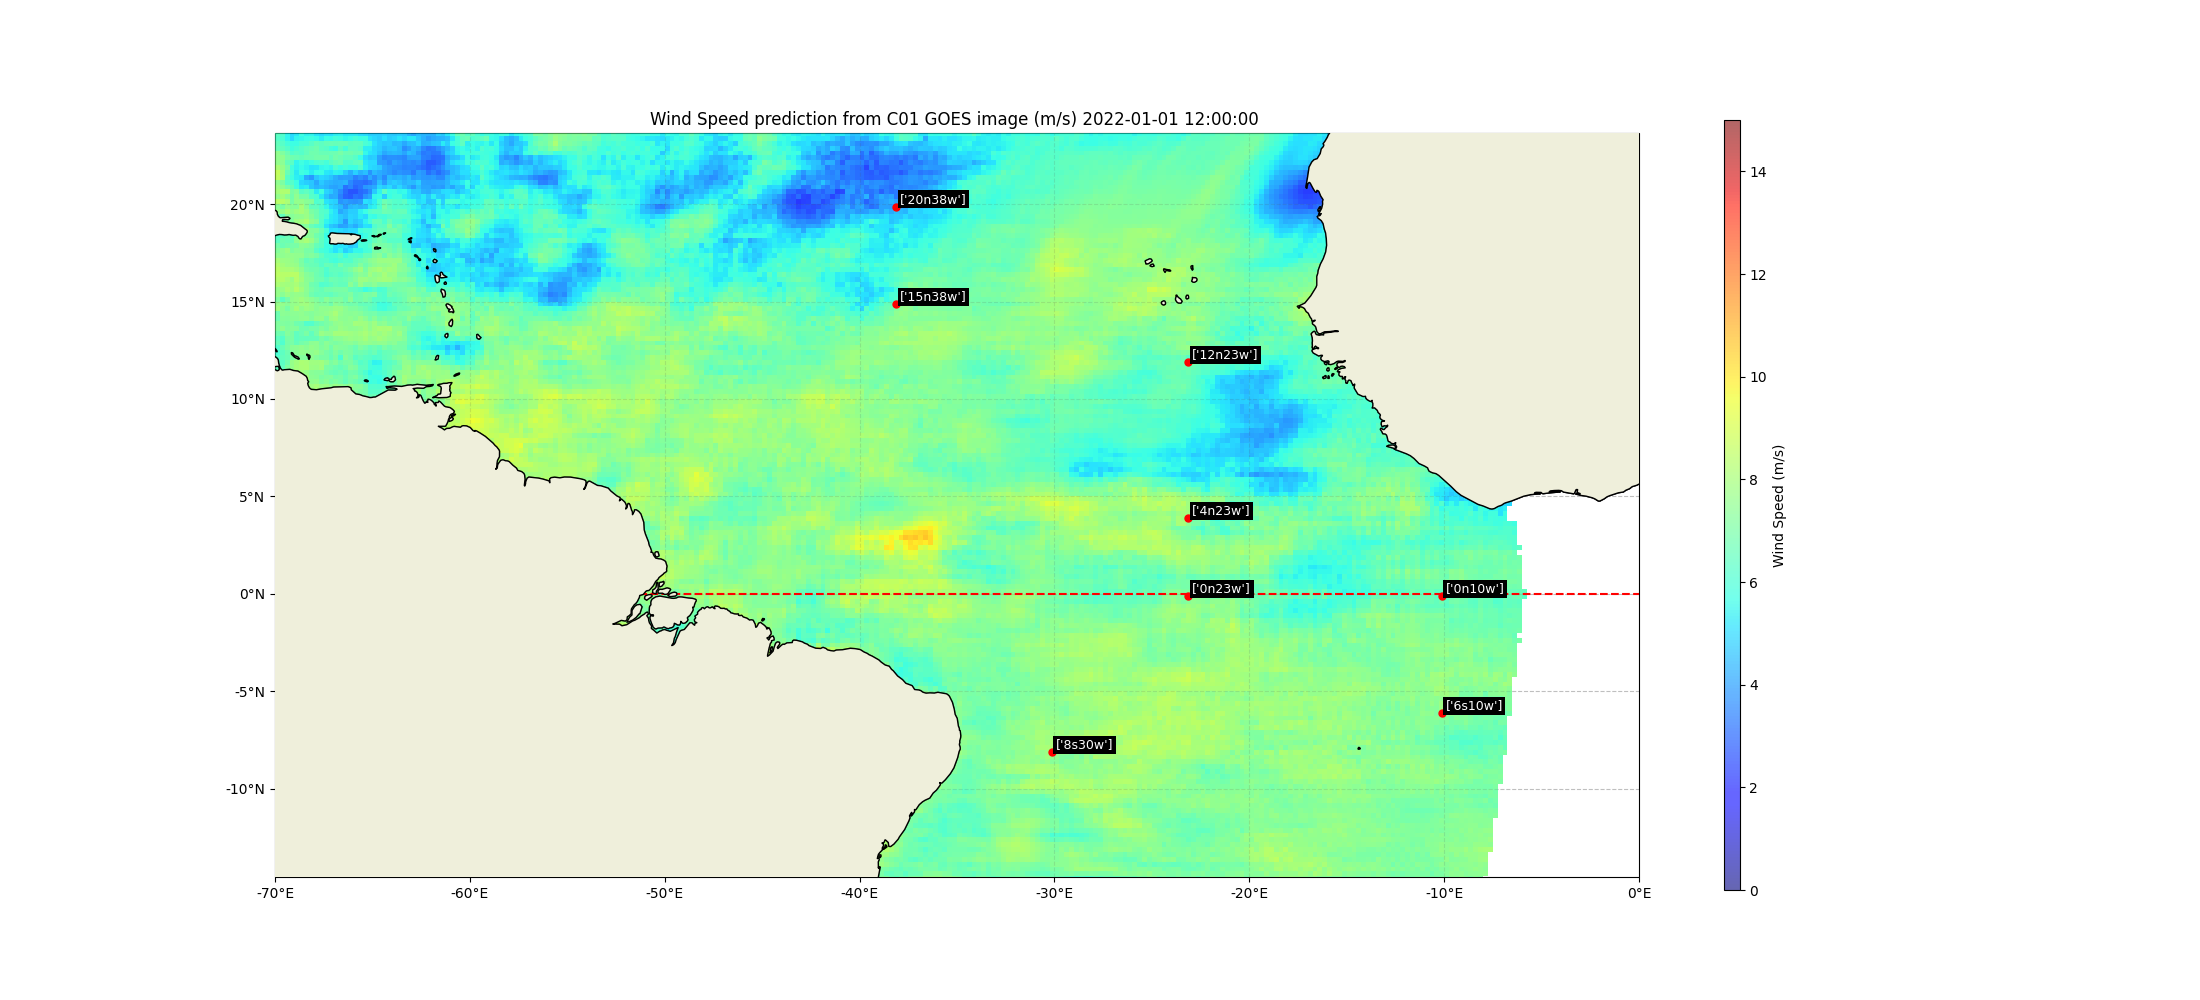 Wind Speed prediction from C01 GOES image (m/s) 2022-01-01 12:00:00
20°N
15°N
10°N
5°N
0°N
-5°N
-10°N
-70°E
-60°E
-50°E
-40°E
-30°E
-20°E
-10°E
0°E
['20n38w']
['15n38w']
['12n23w']
['4n23w']
['0n23w']
['0n10w']
['6s10w']
['8s30w']
14
12
10
8
6
4
2
0
Wind Speed (m/s)